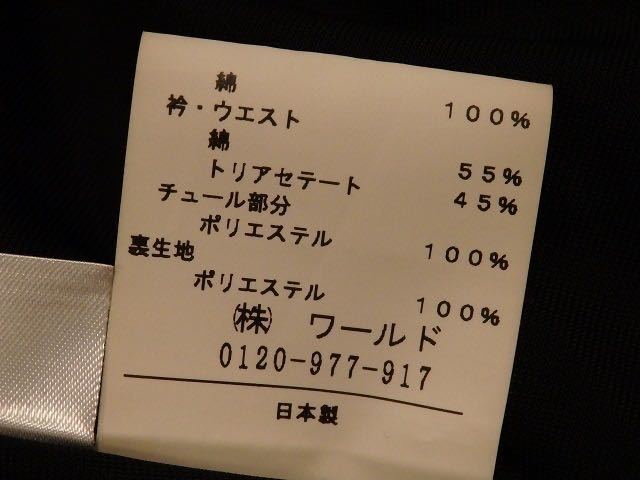 綿 100%
衿・ウエスト
綿 55%
トリアセテート 45%
チュール部分
ポリエステル 100%
裏生地
ポリエステル 100%
㈱ ワールド
0120-977-917
日本製